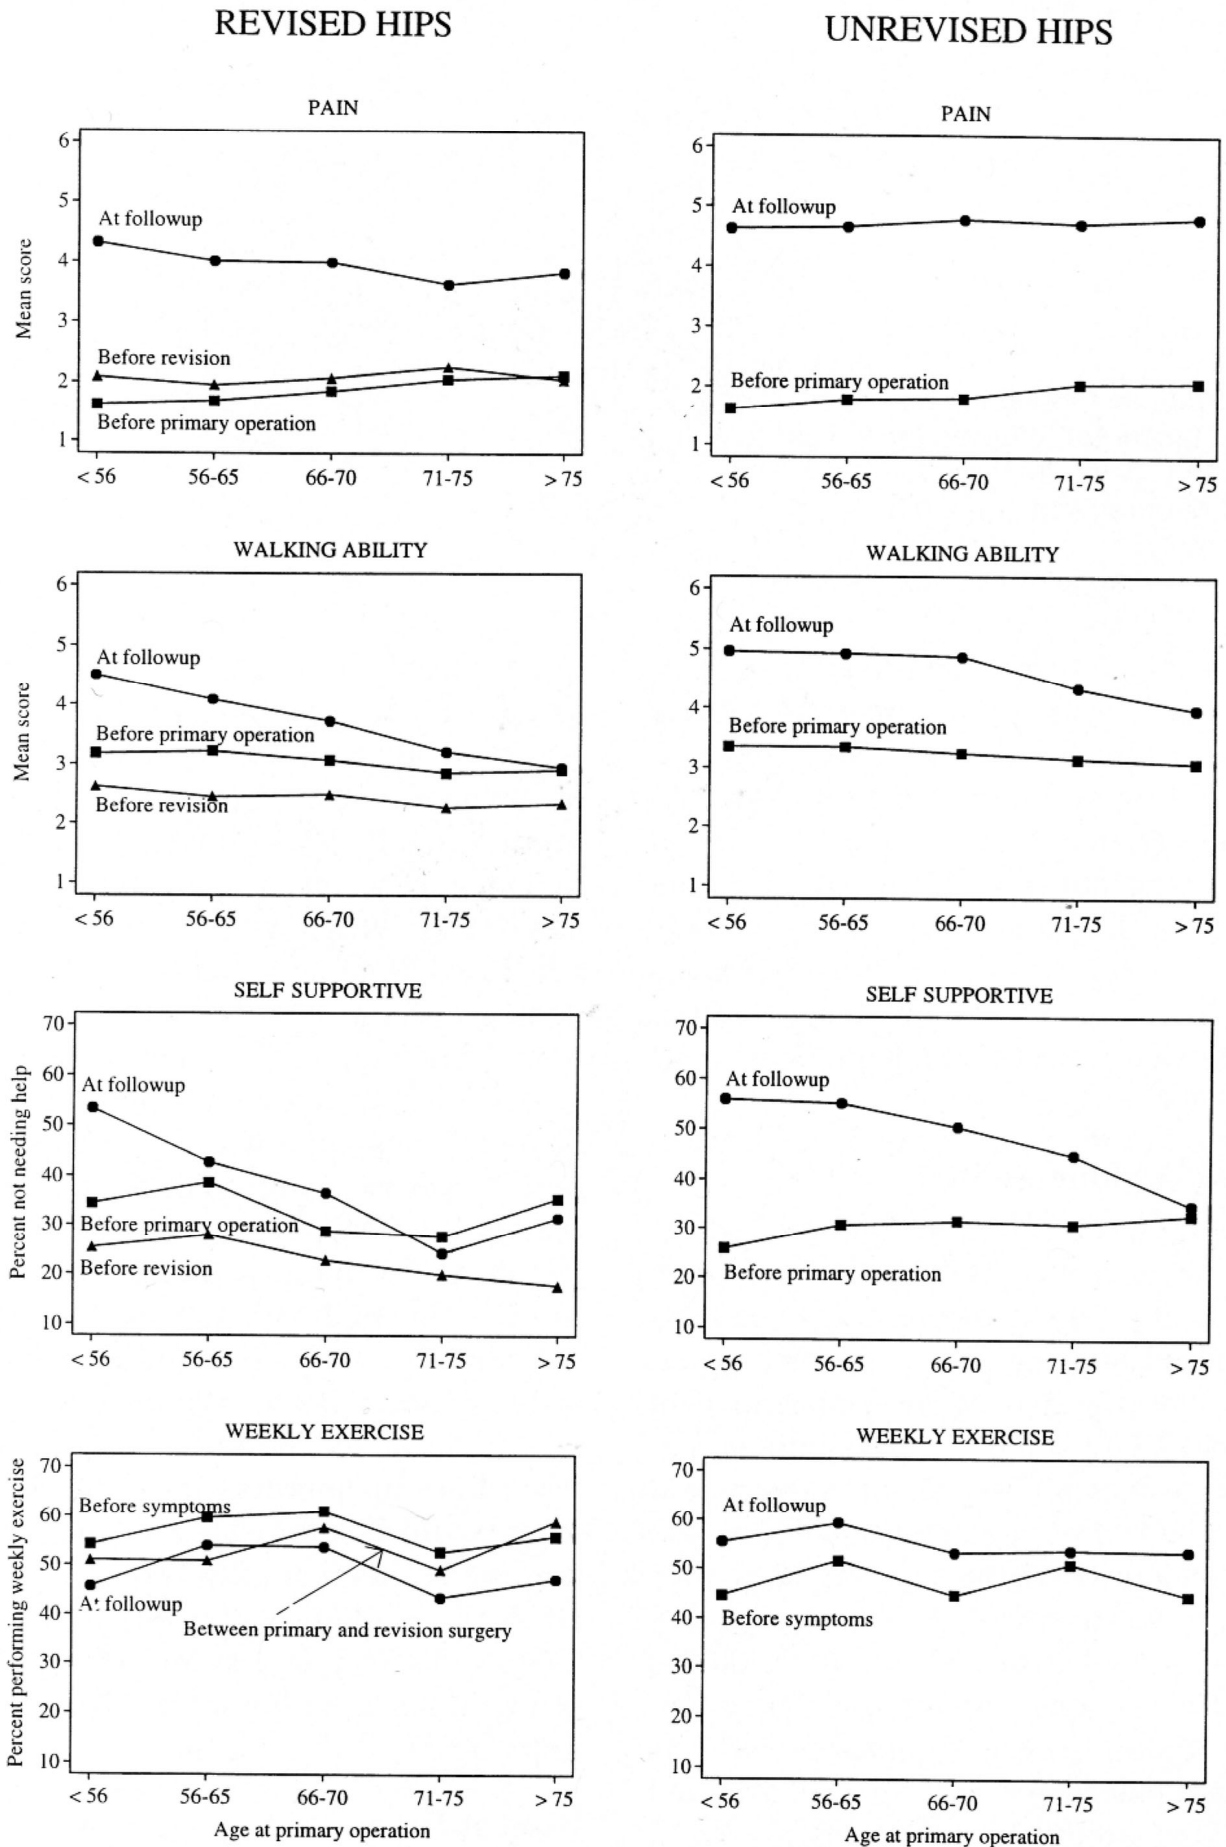 REVISED HIPS
UNREVISED HIPS
PAIN
6
5
4
3
2
1
Mean score
At followup
Before revision
Before primary operation
< 56
56-65
66-70
71-75
> 75
PAIN
6
5
4
3
2
1
At followup
Before primary operation
< 56
56-65
66-70
71-75
> 75
WALKING ABILITY
6
5
4
3
2
1
Mean score
At followup
Before primary operation
Before revision
< 56
56-65
66-70
71-75
> 75
WALKING ABILITY
6
5
4
3
2
1
At followup
Before primary operation
< 56
56-65
66-70
71-75
> 75
SELF SUPPORTIVE
70
60
50
40
30
20
10
Percent not needing help
At followup
Before primary operation
Before revision
< 56
56-65
66-70
71-75
> 75
SELF SUPPORTIVE
70
60
50
40
30
20
10
At followup
Before primary operation
< 56
56-65
66-70
71-75
> 75
WEEKLY EXERCISE
70
60
50
40
30
20
10
Percent performing weekly exercise
Before symptoms
At followup
Between primary and revision surgery
< 56
56-65
66-70
71-75
> 75
Age at primary operation
WEEKLY EXERCISE
70
60
50
40
30
20
10
At followup
Before symptoms
< 56
56-65
66-70
71-75
> 75
Age at primary operation